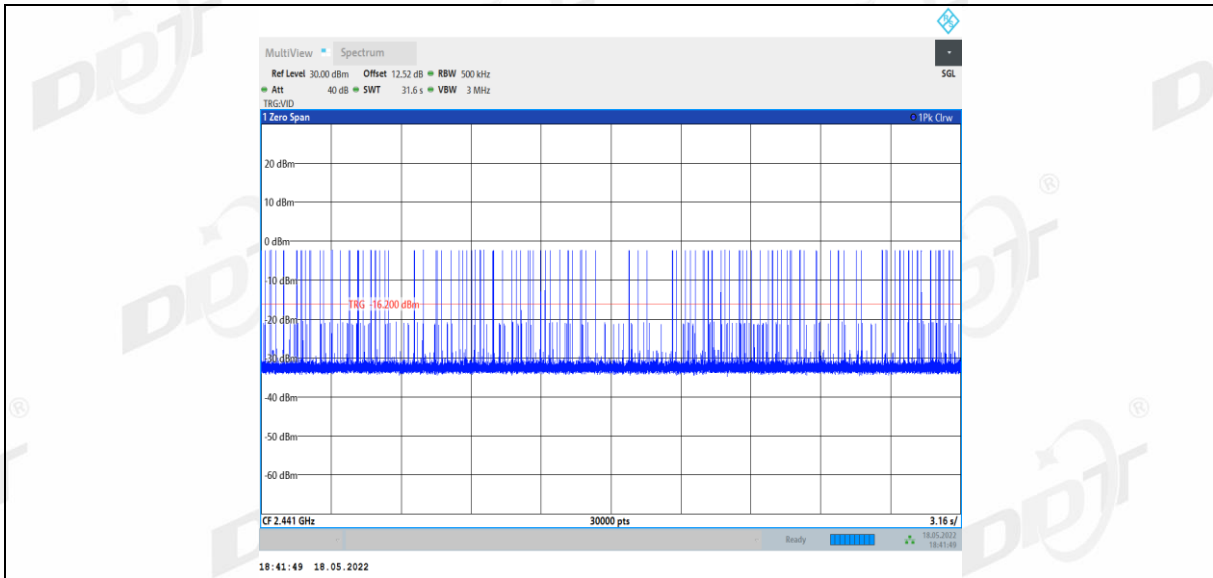 MultiView Spectrum
Ref Level 30.00 dBm Offset 12.52 dB RBW 500 kHz SGL
Att 40 dB SWT 31.6 s VBW 3 MHz
TRG:VID
1 Zero Span 1Pk Clrw
20 dBm
10 dBm
0 dBm
-10 dBm
TRG -16.200 dBm
-20 dBm
-30 dBm
-40 dBm
-50 dBm
-60 dBm
CF 2.441 GHz 30000 pts 3.16 s/
Ready 18.05.2022
18:41:49
18:41:49 18.05.2022
DDT
®